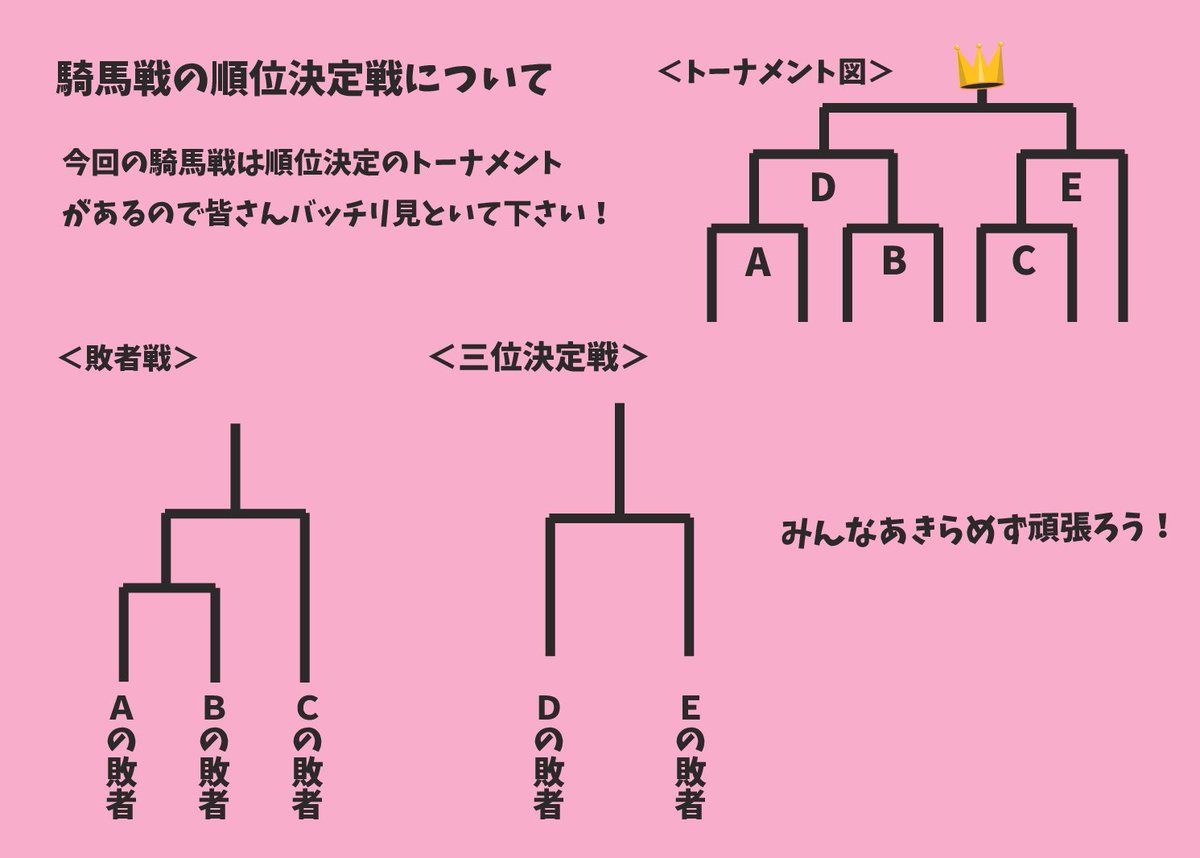 騎馬戦の順位決定戦について
今回の騎馬戦は順位決定のトーナメント
があるので皆さんバッチリ見といて下さい！
＜トーナメント図＞
D
E
A
B
C
＜敗者戦＞
Aの敗者
Bの敗者
Cの敗者
＜三位決定戦＞
Dの敗者
Eの敗者
みんなあきらめず頑張ろう！